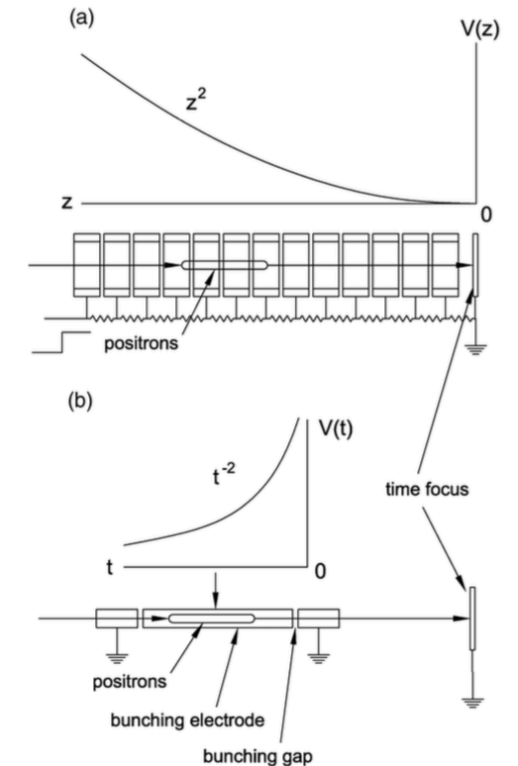 (a)
V(z)
z²
z
0
positrons
(b)
V(t)
t⁻²
time focus
t
0
positrons
bunching electrode
bunching gap